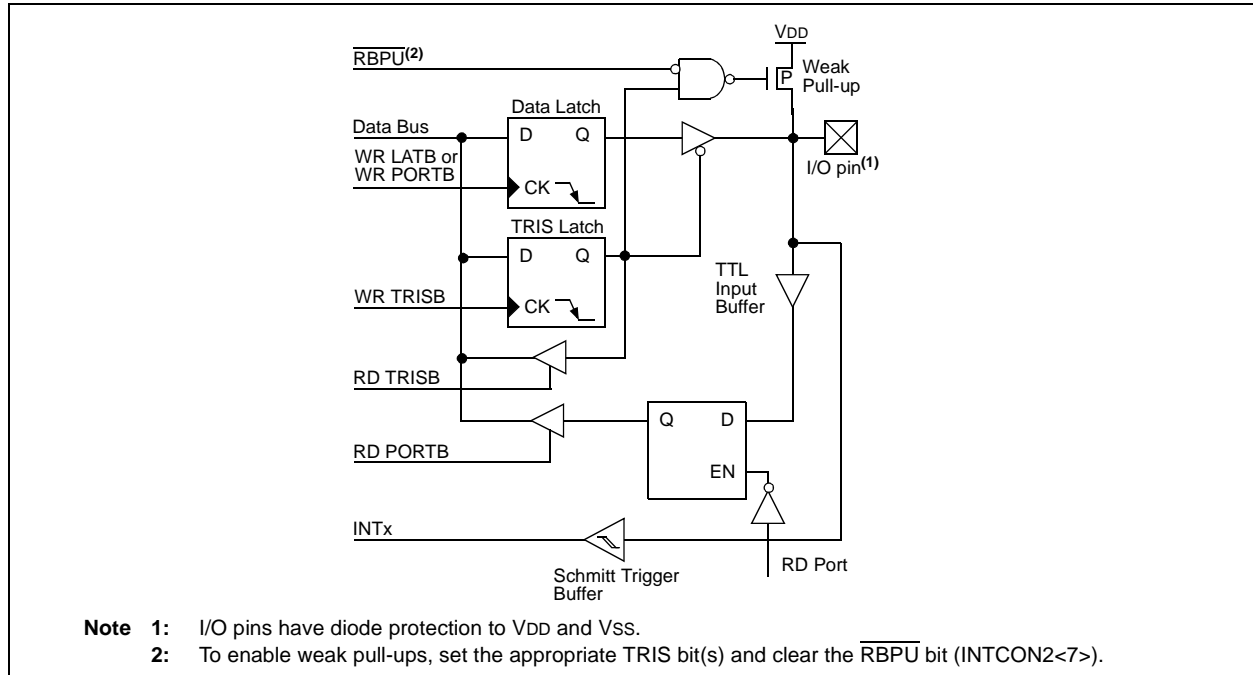 VDD
RBPU(2)
P
Weak
Pull-up
Data Latch
Data Bus
D Q
WR LATB or
WR PORTB
CK
I/O pin(1)
TRIS Latch
D Q
WR TRISB
CK
TTL
Input
Buffer
RD TRISB
Q D
RD PORTB
EN
INTx
RD Port
Schmitt Trigger
Buffer
Note 1: I/O pins have diode protection to VDD and VSS.
2: To enable weak pull-ups, set the appropriate TRIS bit(s) and clear the RBPU bit (INTCON2<7>).